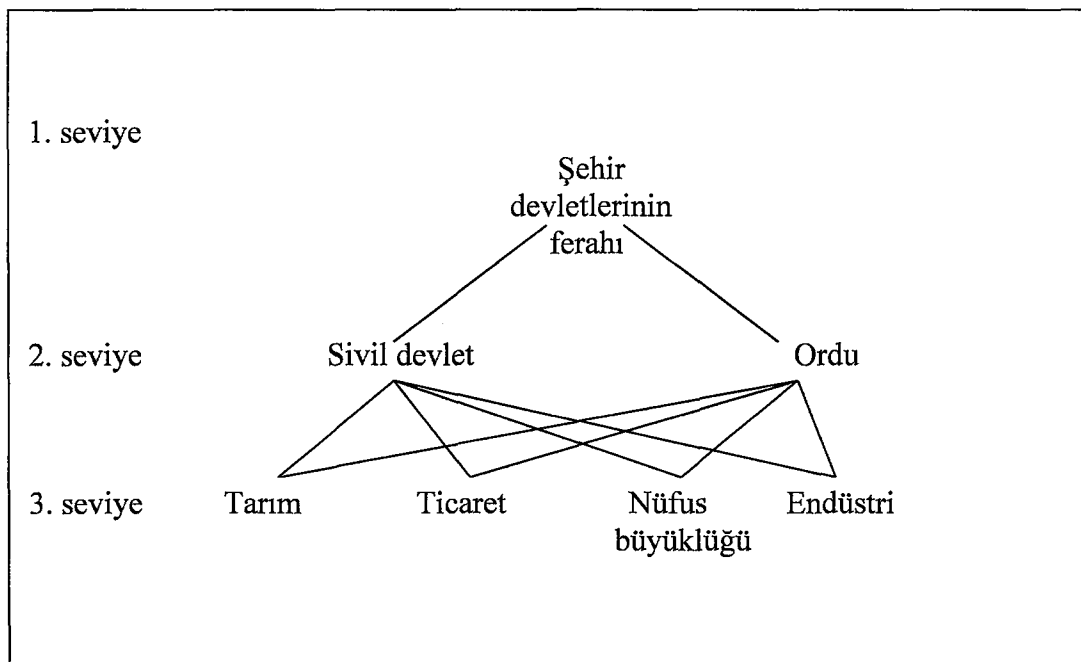 1. seviye
Şehir
devletlerinin
ferahı
2. seviye
Sivil devlet
Ordu
3. seviye
Tarım
Ticaret
Nüfus
büyüklüğü
Endüstri